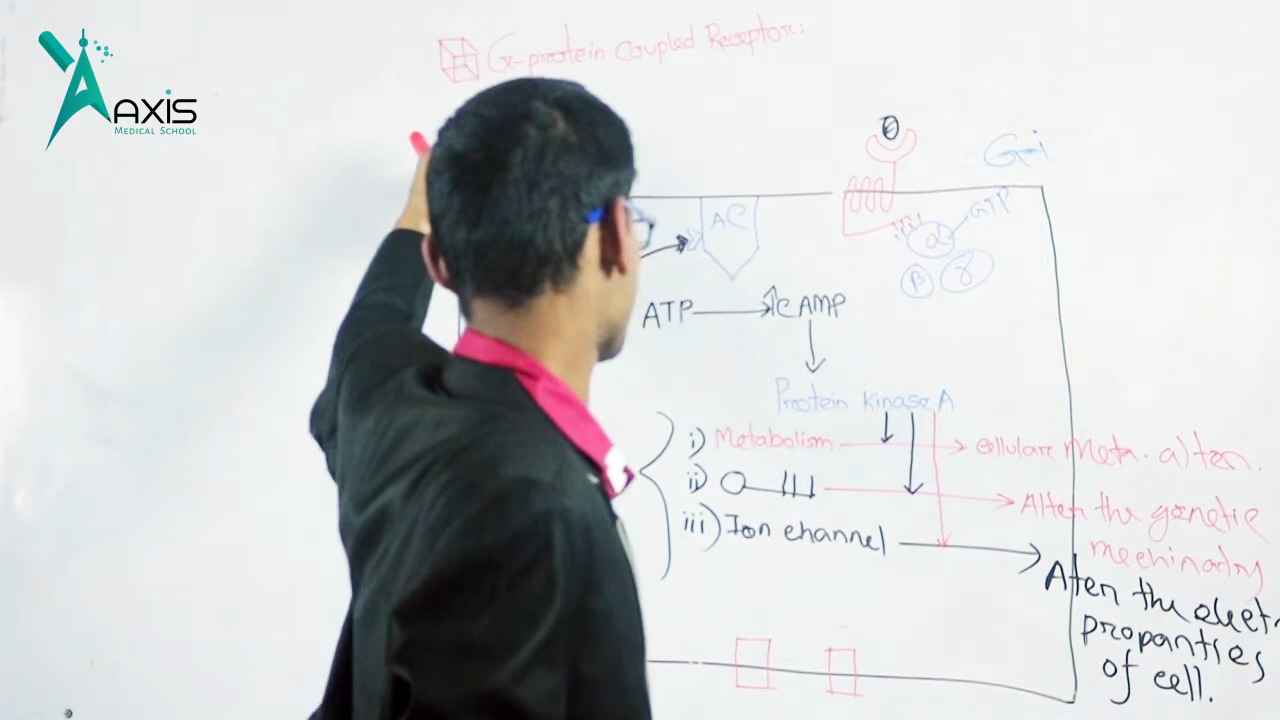 AXIS
MEDICAL SCHOOL
G-protein Coupled Receptor:
G-i
AC
GTP
α
β γ
ATP → ↑cAMP
Protein kinase A
i) Metabolism → cellular Meta. alter.
ii) → Alter the genetic
mechinadry
iii) Ion channel → Alter the elect
propanties
of cell.